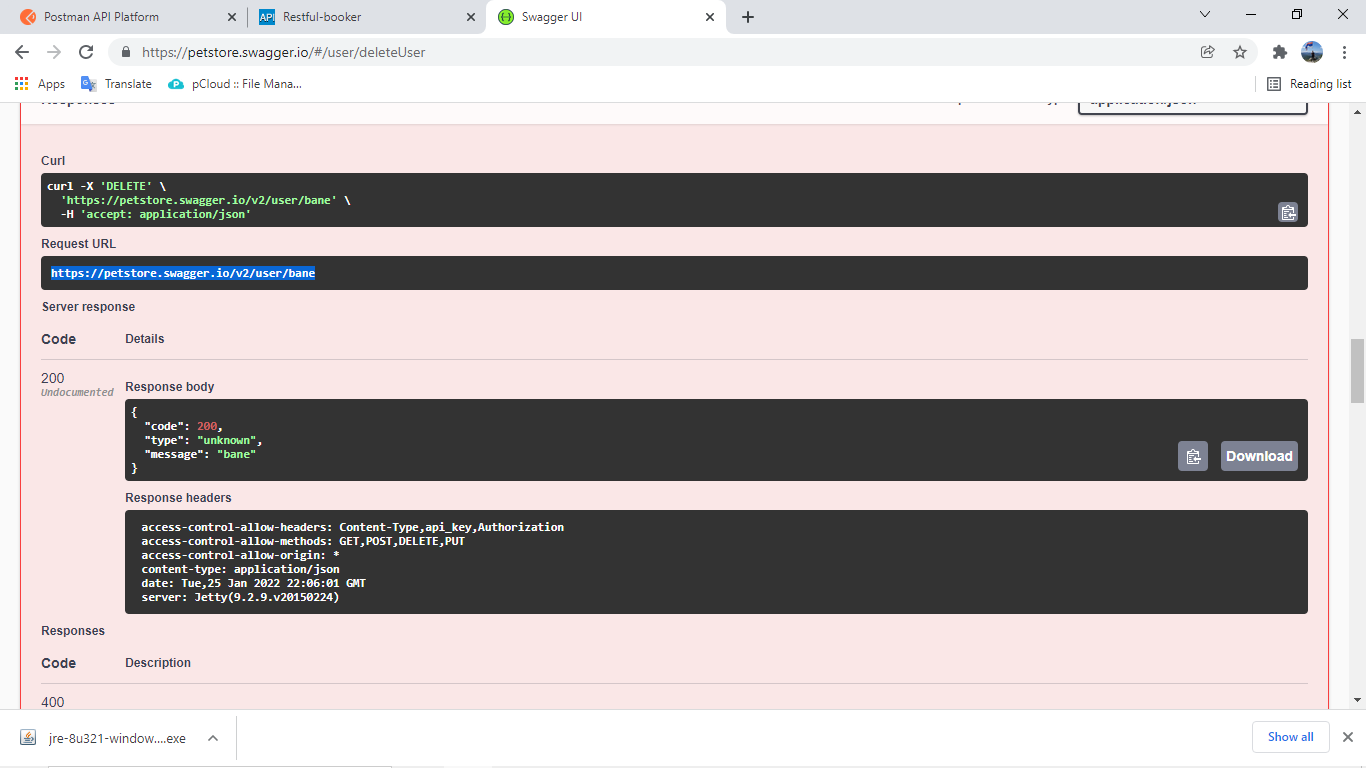 Postman API Platform
API Restful-booker
Swagger UI
https://petstore.swagger.io/#/user/deleteUser
Apps
Translate
pCloud :: File Mana...
Reading list
Responses
application/json
Curl
curl -X 'DELETE' \
'https://petstore.swagger.io/v2/user/bane' \
-H 'accept: application/json'
Request URL
https://petstore.swagger.io/v2/user/bane
Server response
Code Details
200
Undocumented
Response body
{
"code": 200,
"type": "unknown",
"message": "bane"
}
Download
Response headers
access-control-allow-headers: Content-Type,api_key,Authorization
access-control-allow-methods: GET,POST,DELETE,PUT
access-control-allow-origin: *
content-type: application/json
date: Tue,25 Jan 2022 22:06:01 GMT
server: Jetty(9.2.9.v20150224)
Responses
Code Description
400
jre-8u321-window....exe
Show all